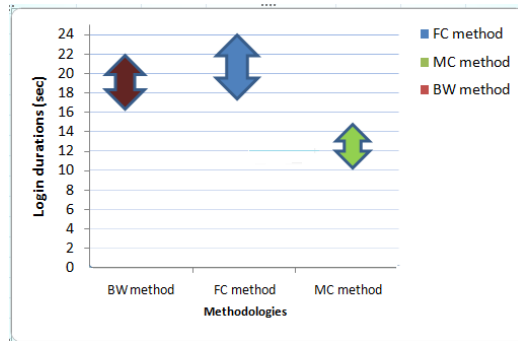 24
22
20
18
16
14
12
10
8
6
4
2
0
Login durations (sec)
BW method
FC method
MC method
Methodologies
FC method
MC method
BW method